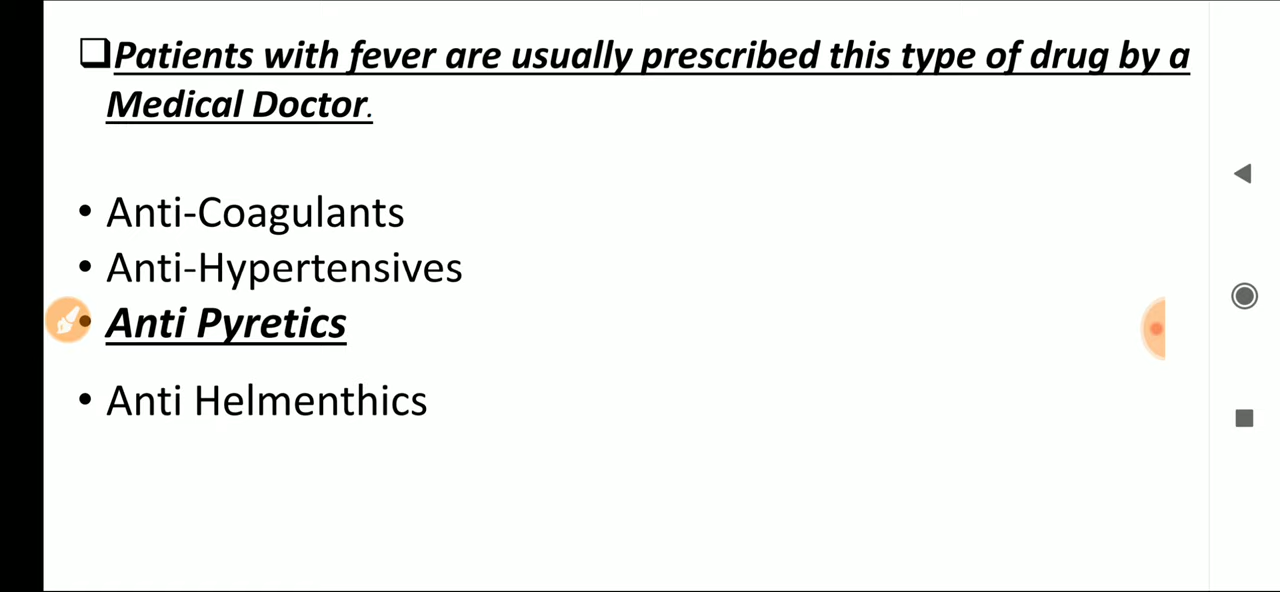 ❑Patients with fever are usually prescribed this type of drug by a
Medical Doctor.
• Anti-Coagulants
• Anti-Hypertensives
• Anti Pyretics
• Anti Helmenthics